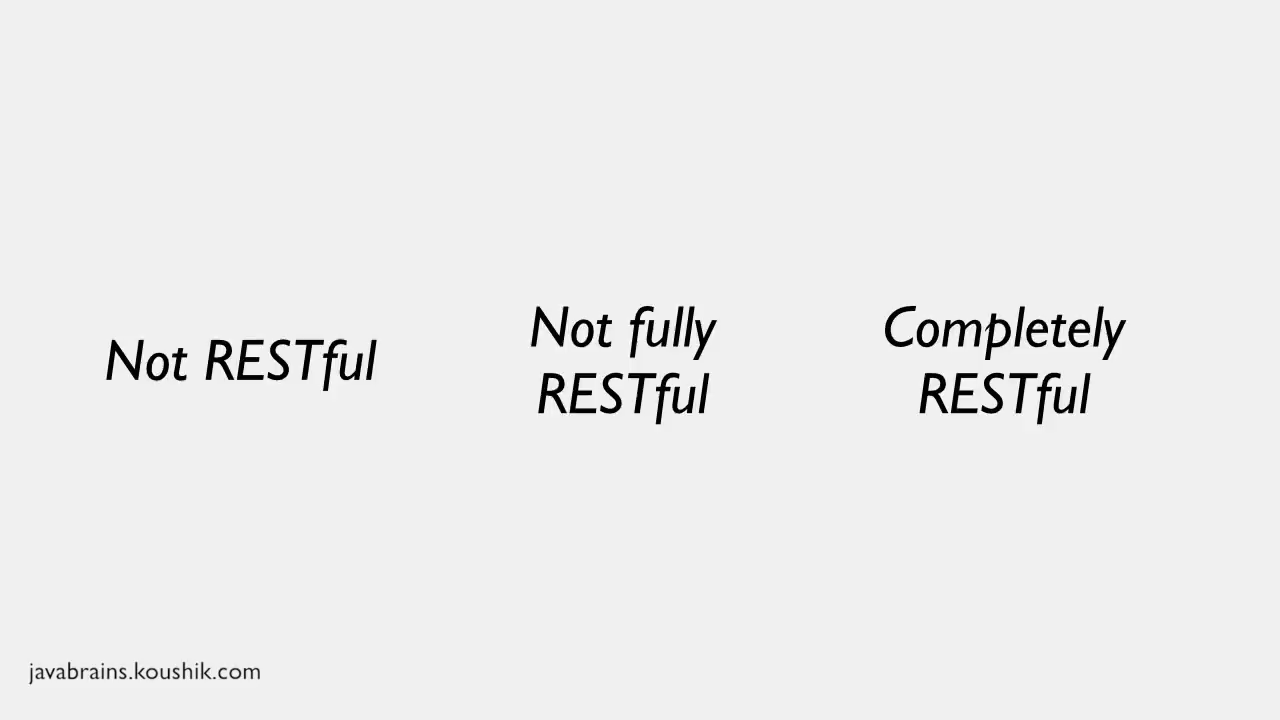 Not RESTful
Not fully
RESTful
Completely
RESTful
javabrains.koushik.com